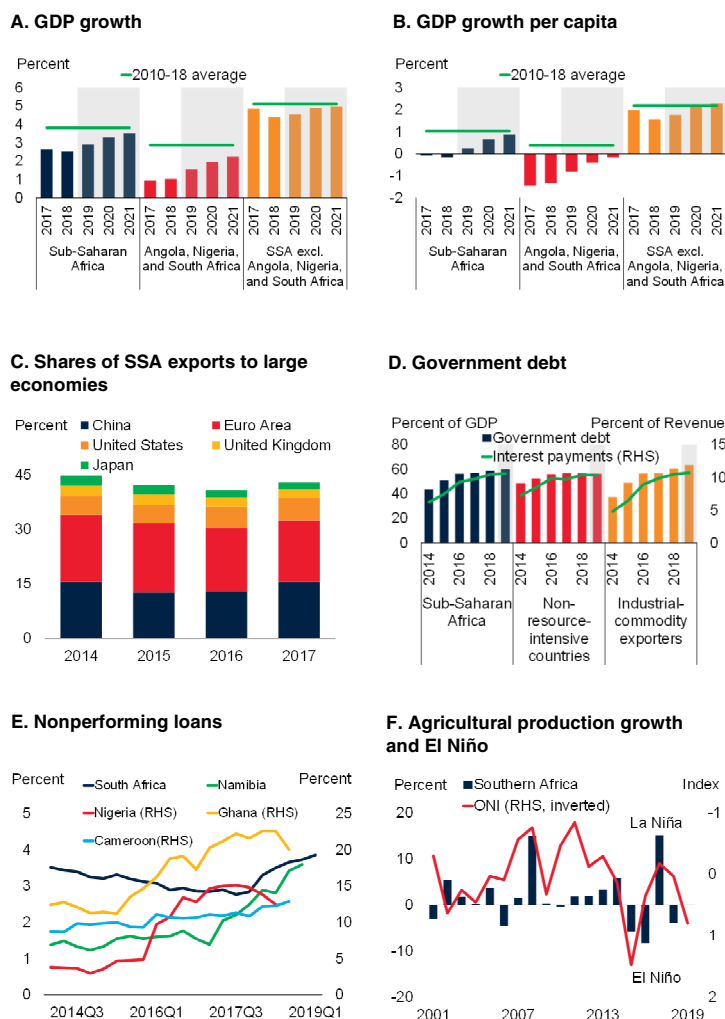 A. GDP growth
Percent
2010-18 average
6
5
4
3
2
1
0
2017
2018
2019
2020
2021
2017
2018
2019
2020
2021
2017
2018
2019
2020
2021
Sub-Saharan
Africa
Angola, Nigeria,
and South Africa
SSA excl.
Angola, Nigeria,
and South Africa
B. GDP growth per capita
Percent
2010-18 average
3
2
1
0
-1
-2
2017
2018
2019
2020
2021
2017
2018
2019
2020
2021
2017
2018
2019
2020
2021
Sub-Saharan
Africa
Angola, Nigeria,
and South Africa
SSA excl.
Angola, Nigeria,
and South Africa
C. Shares of SSA exports to large
economies
Percent
China
Euro Area
United States
United Kingdom
Japan
45
30
15
0
2014
2015
2016
2017
D. Government debt
Percent of GDP
Percent of Revenue
Government debt
Interest payments (RHS)
80
60
40
20
0
15
10
5
0
2014
2016
2018
2014
2016
2018
2014
2016
2018
Sub-Saharan
Africa
Non-
resource-
intensive
countries
Industrial-
commodity
exporters
E. Nonperforming loans
Percent
Percent
South Africa
Namibia
Nigeria (RHS)
Ghana (RHS)
Cameroon(RHS)
5
4
3
2
1
0
25
20
15
10
5
0
2014Q3
2016Q1
2017Q3
2019Q1
F. Agricultural production growth
and El Niño
Percent
Index
Southern Africa
ONI (RHS, inverted)
20
10
0
-10
-20
-1
0
1
2
La Niña
El Niño
2001
2007
2013
2019